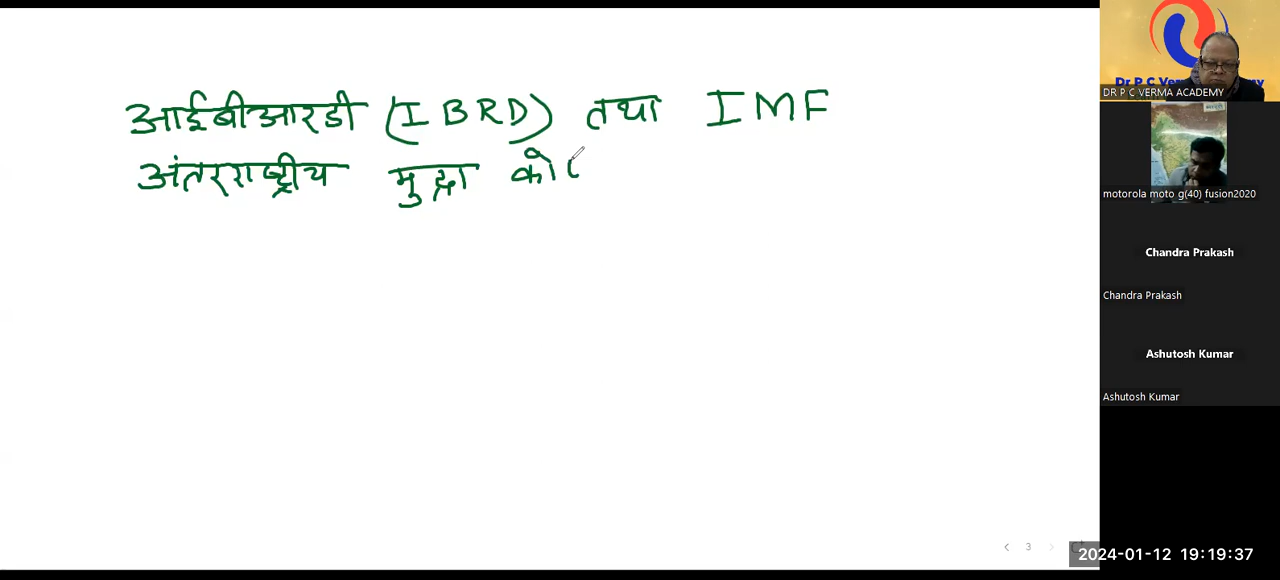 आईबीआरडी (IBRD) तथा IMF
अंतरराष्ट्रीय मुद्रा
DR P C VERMA ACADEMY
motorola moto g(40) fusion2020
Chandra Prakash
Chandra Prakash
Ashutosh Kumar
Ashutosh Kumar
3
2024-01-12 19:19:37